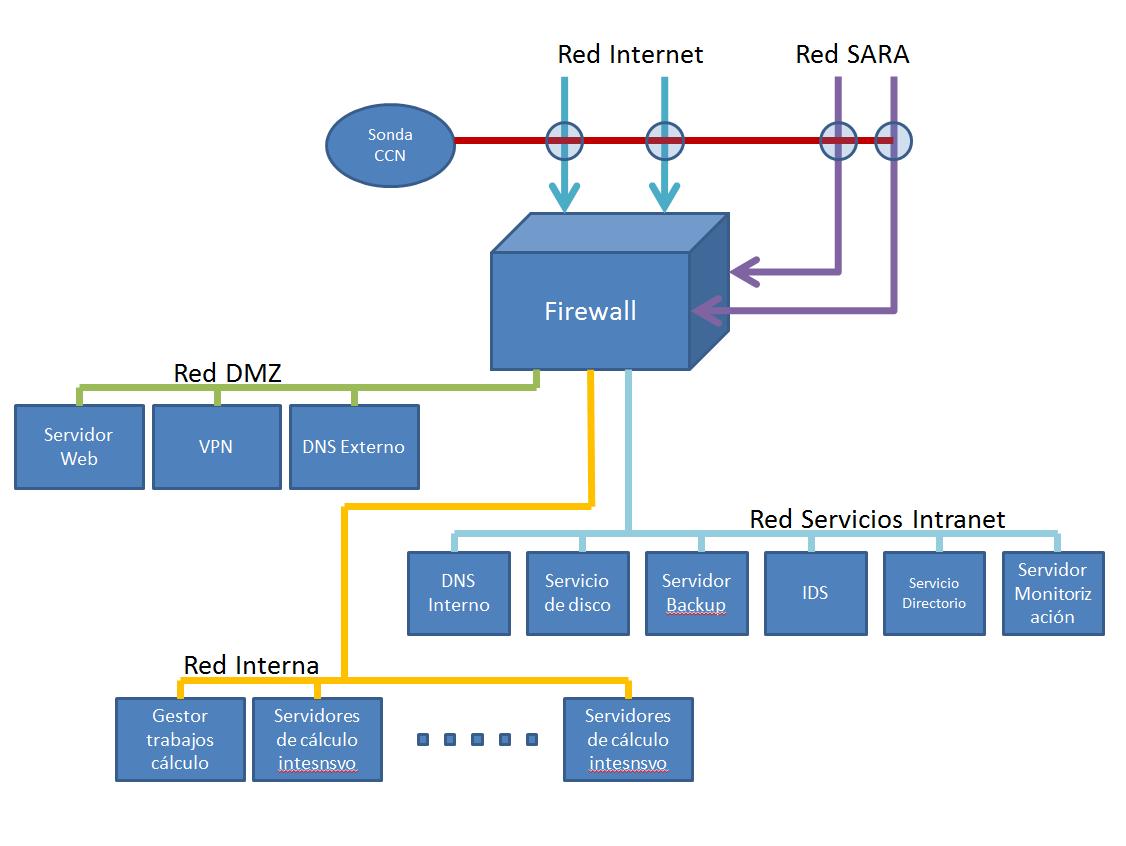 Red Internet
Red SARA
Sonda
CCN
Firewall
Red DMZ
Servidor
Web
VPN
DNS Externo
Red Servicios Intranet
DNS
Interno
Servicio
de disco
Servidor
Backup
IDS
Servicio
Directorio
Servidor
Monitoriz
ación
Red Interna
Gestor
trabajos
cálculo
Servidores
de cálculo
intesnsvo
Servidores
de cálculo
intesnsvo